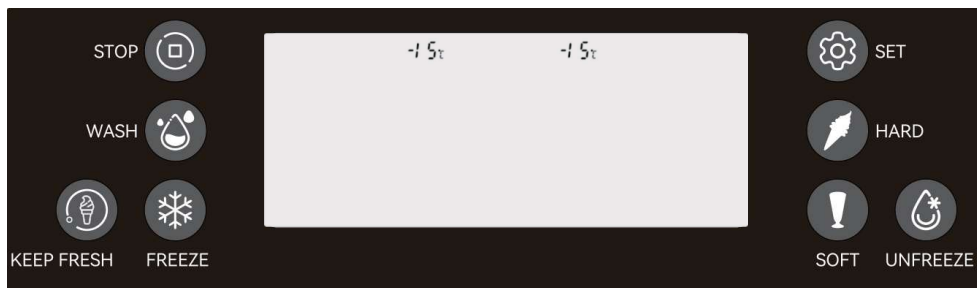 STOP
-15℃ -15℃
SET
WASH
HARD
KEEP FRESH
FREEZE
SOFT
UNFREEZE